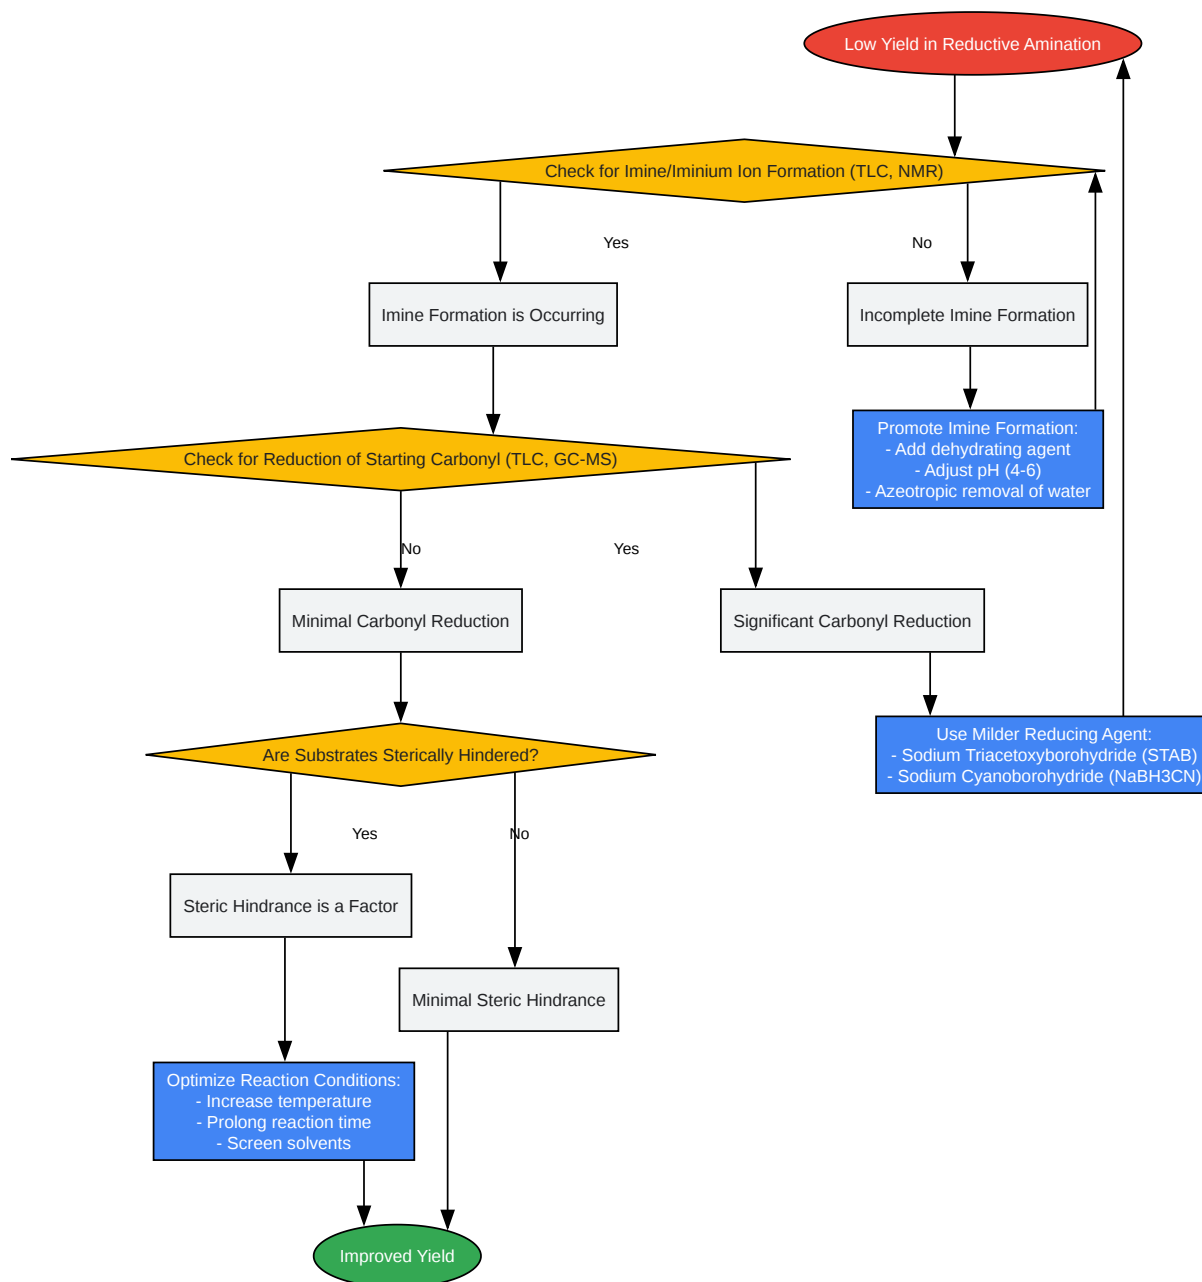 Low Yield in Reductive Amination
Check for Imine/Iminium Ion Formation (TLC, NMR)
Yes
No
Imine Formation is Occurring
Incomplete Imine Formation
Promote Imine Formation:
- Add dehydrating agent
- Adjust pH (4-6)
- Azeotropic removal of water
Check for Reduction of Starting Carbonyl (TLC, GC-MS)
No
Yes
Minimal Carbonyl Reduction
Significant Carbonyl Reduction
Use Milder Reducing Agent:
- Sodium Triacetoxyborohydride (STAB)
- Sodium Cyanoborohydride (NaBH3CN)
Are Substrates Sterically Hindered?
Yes
No
Steric Hindrance is a Factor
Minimal Steric Hindrance
Optimize Reaction Conditions:
- Increase temperature
- Prolong reaction time
- Screen solvents
Improved Yield